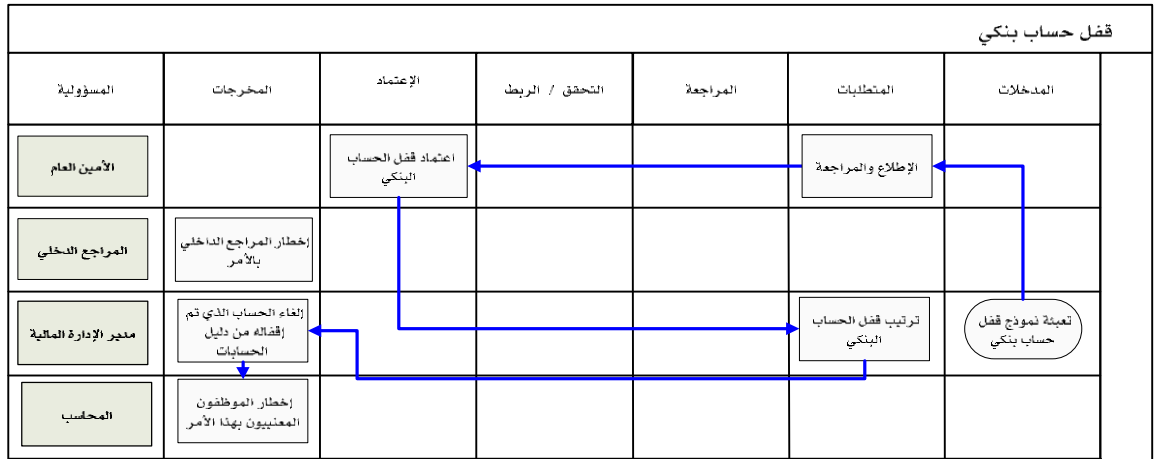 قفل حساب بنكي
المدخلات
المتطلبات
المراجعة
التحقق / الربط
الإعتماد
المخرجات
المسؤولية
الإطلاع والمراجعة
اعتماد قفل الحساب
البنكي
الأمين العام
إخطار المراجع الداخلي
بالأمر
المراجع الدخلي
تعبئة نموذج قفل
حساب بنكي
ترتيب قفل الحساب
البنكي
إلغاء الحساب الذي تم
إقفاله من دليل
الحسابات
مدير الإدارة المالية
إخطار الموظفون
المعنييون بهذا الأمر
المحاسب